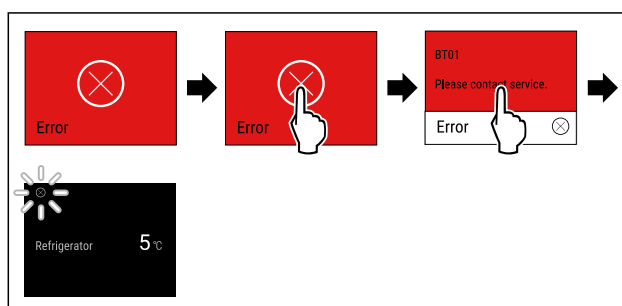 Error
Error
BT01
Please contact service.
Error
Refrigerator 5 °C